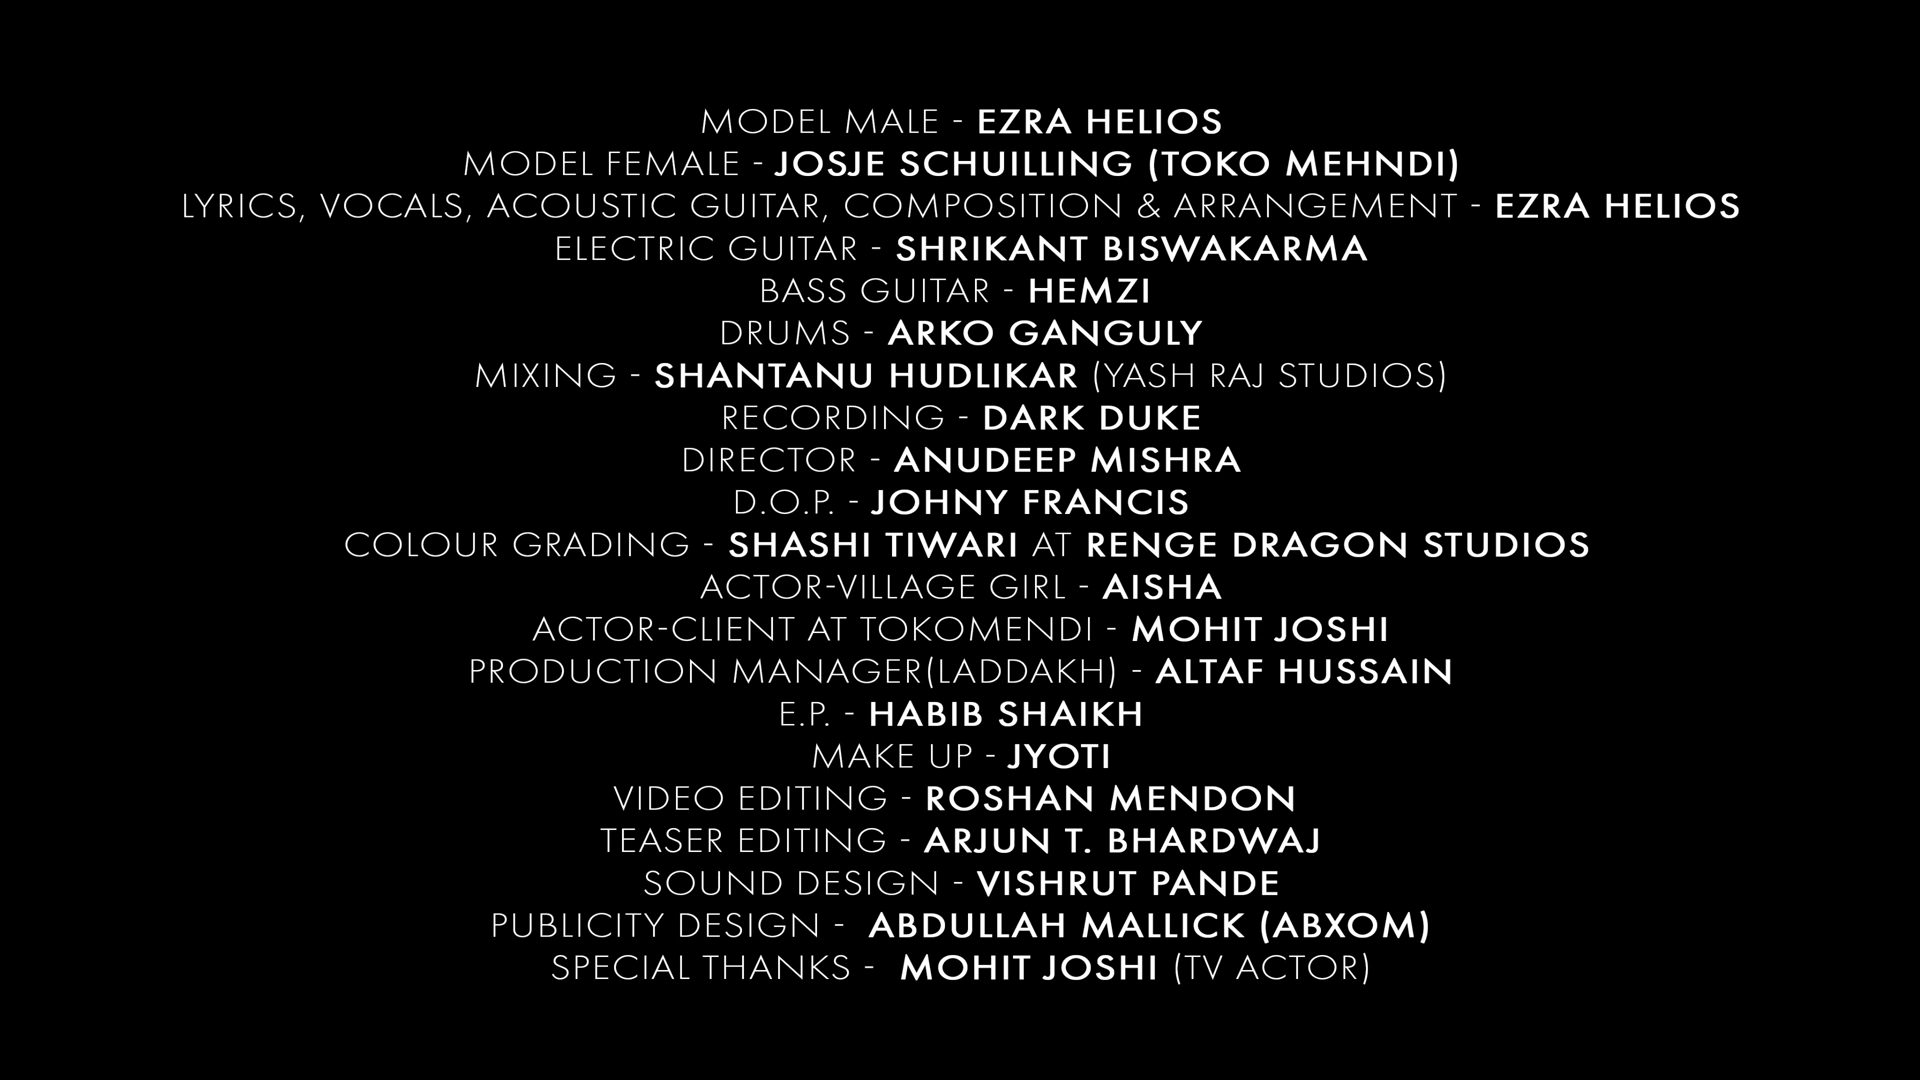 MODEL MALE - EZRA HELIOS
MODEL FEMALE - JOSJE SCHUILLING (TOKO MEHNDI)
LYRICS, VOCALS, ACOUSTIC GUITAR, COMPOSITION & ARRANGEMENT - EZRA HELIOS
ELECTRIC GUITAR - SHRIKANT BISWAKARMA
BASS GUITAR - HEMZI
DRUMS - ARKO GANGULY
MIXING - SHANTANU HUDLIKAR (YASH RAJ STUDIOS)
RECORDING - DARK DUKE
DIRECTOR - ANUDEEP MISHRA
D.O.P. - JOHNY FRANCIS
COLOUR GRADING - SHASHI TIWARI AT RENGE DRAGON STUDIOS
ACTOR-VILLAGE GIRL - AISHA
ACTOR-CLIENT AT TOKOMENDI - MOHIT JOSHI
PRODUCTION MANAGER(LADDAKH) - ALTAF HUSSAIN
E.P. - HABIB SHAIKH
MAKE UP - JYOTI
VIDEO EDITING - ROSHAN MENDON
TEASER EDITING - ARJUN T. BHARDWAJ
SOUND DESIGN - VISHRUT PANDE
PUBLICITY DESIGN - ABDULLAH MALLICK (ABXOM)
SPECIAL THANKS - MOHIT JOSHI (TV ACTOR)